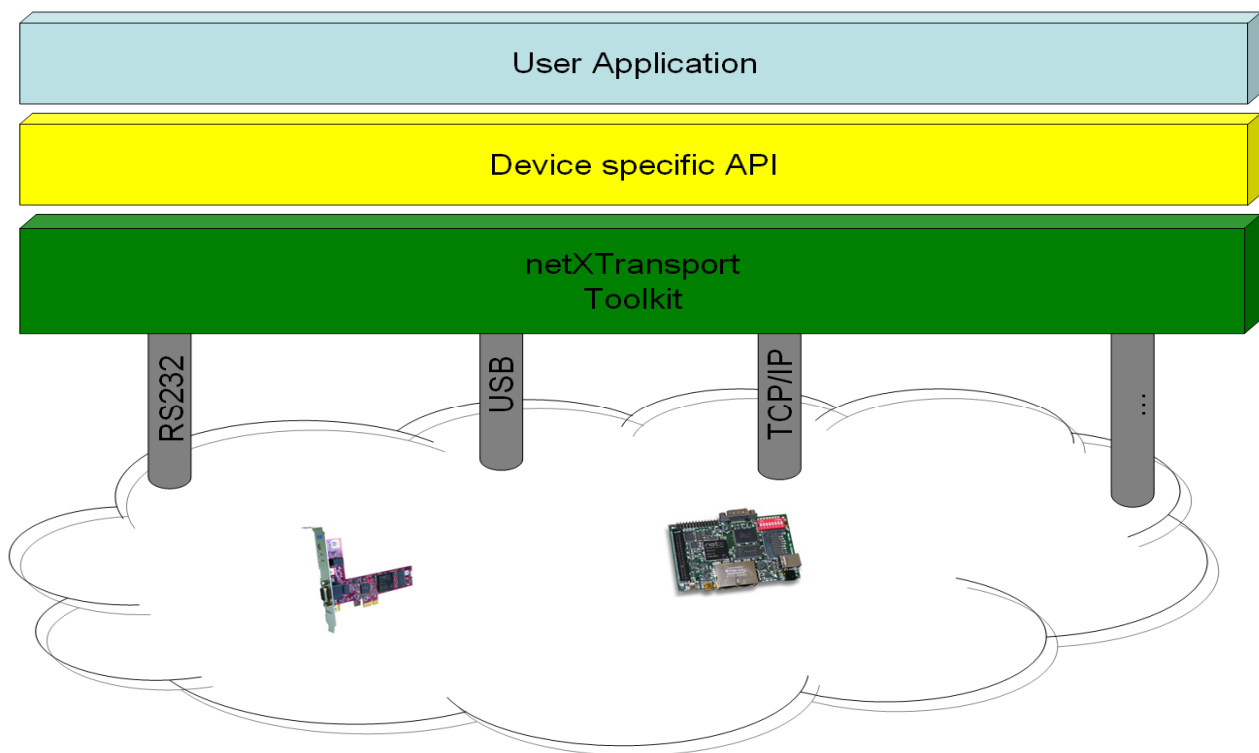 User Application
Device specific API
netXTransport
Toolkit
RS232
USB
TCP/IP
...